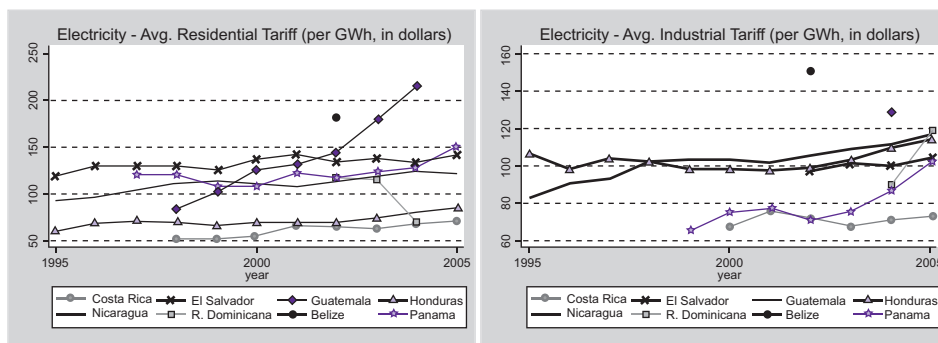 Electricity - Avg. Residential Tariff (per GWh, in dollars)
250
200
150
100
50
1995
2000
2005
year
Costa Rica
El Salvador
Guatemala
Honduras
Nicaragua
R. Dominicana
Belize
Panama
Electricity - Avg. Industrial Tariff (per GWh, in dollars)
160
140
120
100
80
60
1995
2000
2005
year
Costa Rica
El Salvador
Guatemala
Honduras
Nicaragua
R. Dominicana
Belize
Panama